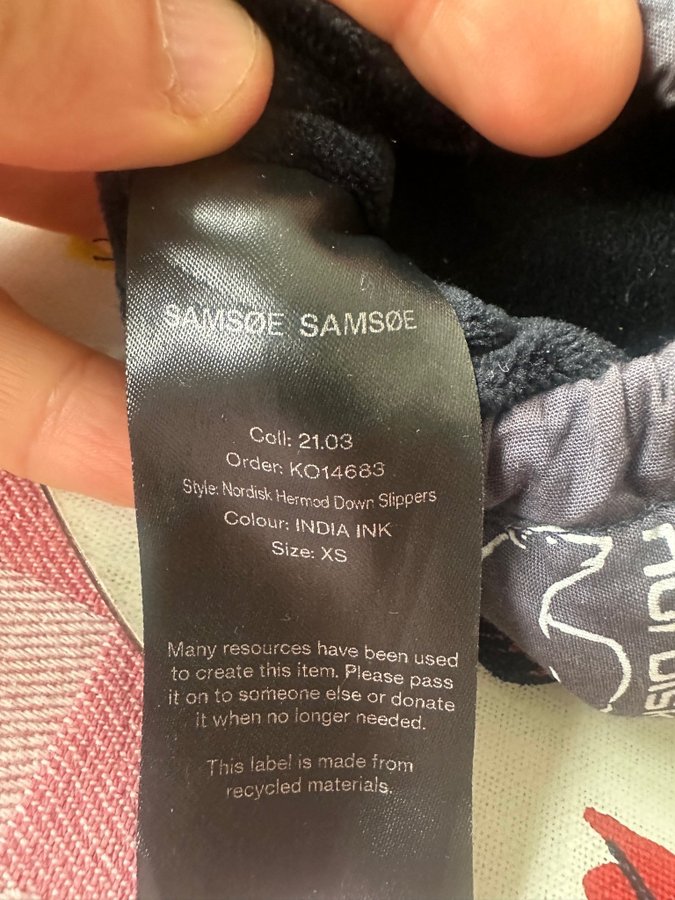 SAMSØE SAMSØE
Coll: 21.03
Order: KO14683
Style: Nordisk Hermod Down Slippers
Colour: INDIA INK
Size: XS
Many resources have been used
to create this item. Please pass
it on to someone else or donate
it when no longer needed.
This label is made from
recycled materials.